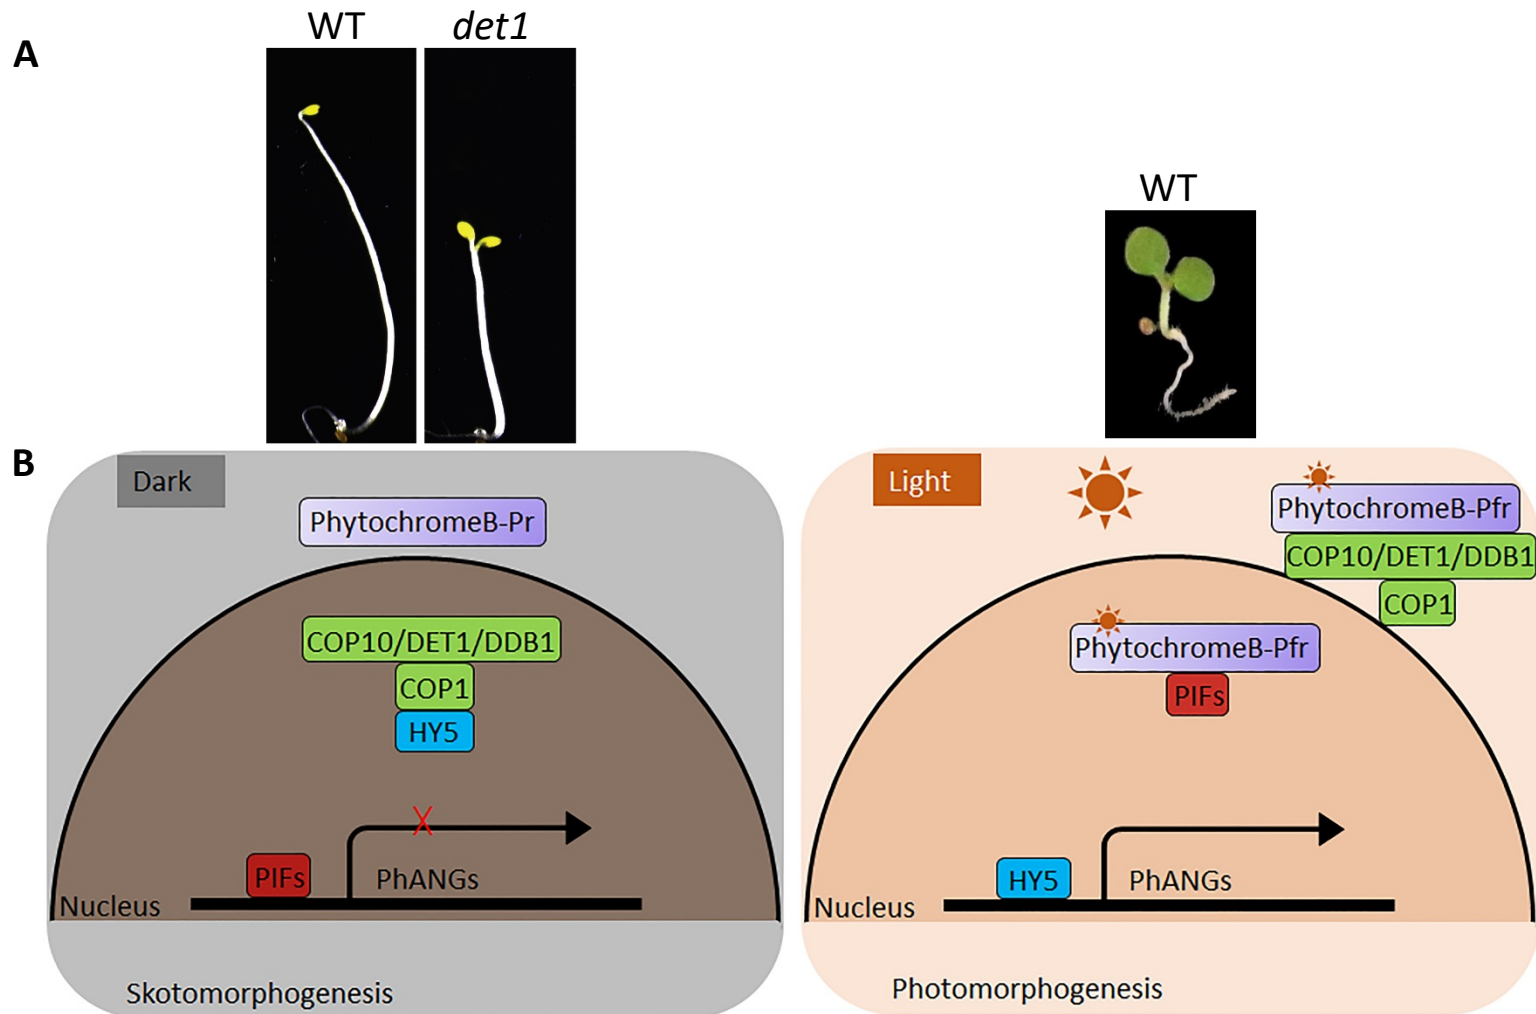 A
WT
det1
WT
B
Dark
PhytochromeB-Pr
COP10/DET1/DDB1
COP1
HY5
X
PIFs
PhANGs
Nucleus
Skotomorphogenesis
Light
PhytochromeB-Pfr
COP10/DET1/DDB1
COP1
PhytochromeB-Pfr
PIFs
HY5
PhANGs
Nucleus
Photomorphogenesis